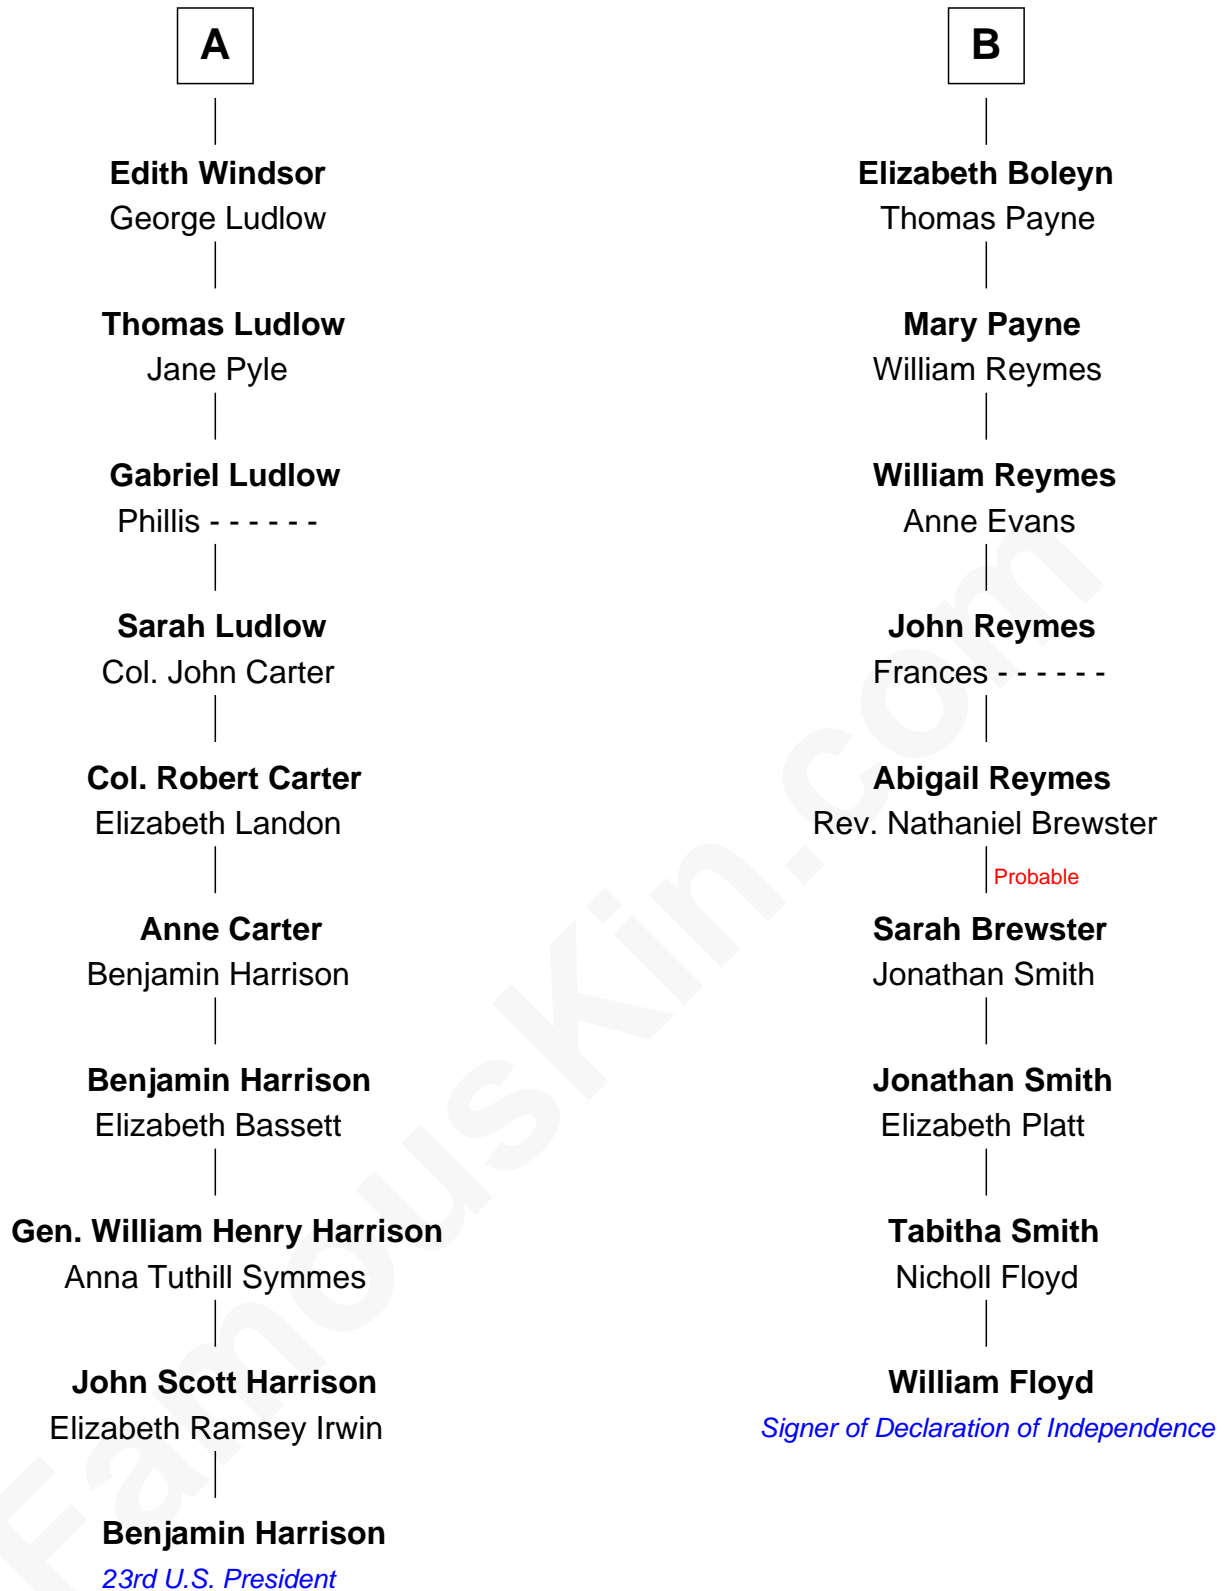 A
Edith Windsor
George Ludlow
Thomas Ludlow
Jane Pyle
Gabriel Ludlow
Phillis - - - - - -
Sarah Ludlow
Col. John Carter
Col. Robert Carter
Elizabeth Landon
Anne Carter
Benjamin Harrison
Benjamin Harrison
Elizabeth Bassett
Gen. William Henry Harrison
Anna Tuthill Symmes
John Scott Harrison
Elizabeth Ramsey Irwin
Benjamin Harrison
23rd U.S. President
B
Elizabeth Boleyn
Thomas Payne
Mary Payne
William Reymes
William Reymes
Anne Evans
John Reymes
Frances - - - - - -
Abigail Reymes
Rev. Nathaniel Brewster
Probable
Sarah Brewster
Jonathan Smith
Jonathan Smith
Elizabeth Platt
Tabitha Smith
Nicholl Floyd
William Floyd
Signer of Declaration of Independence
FamousKin.com